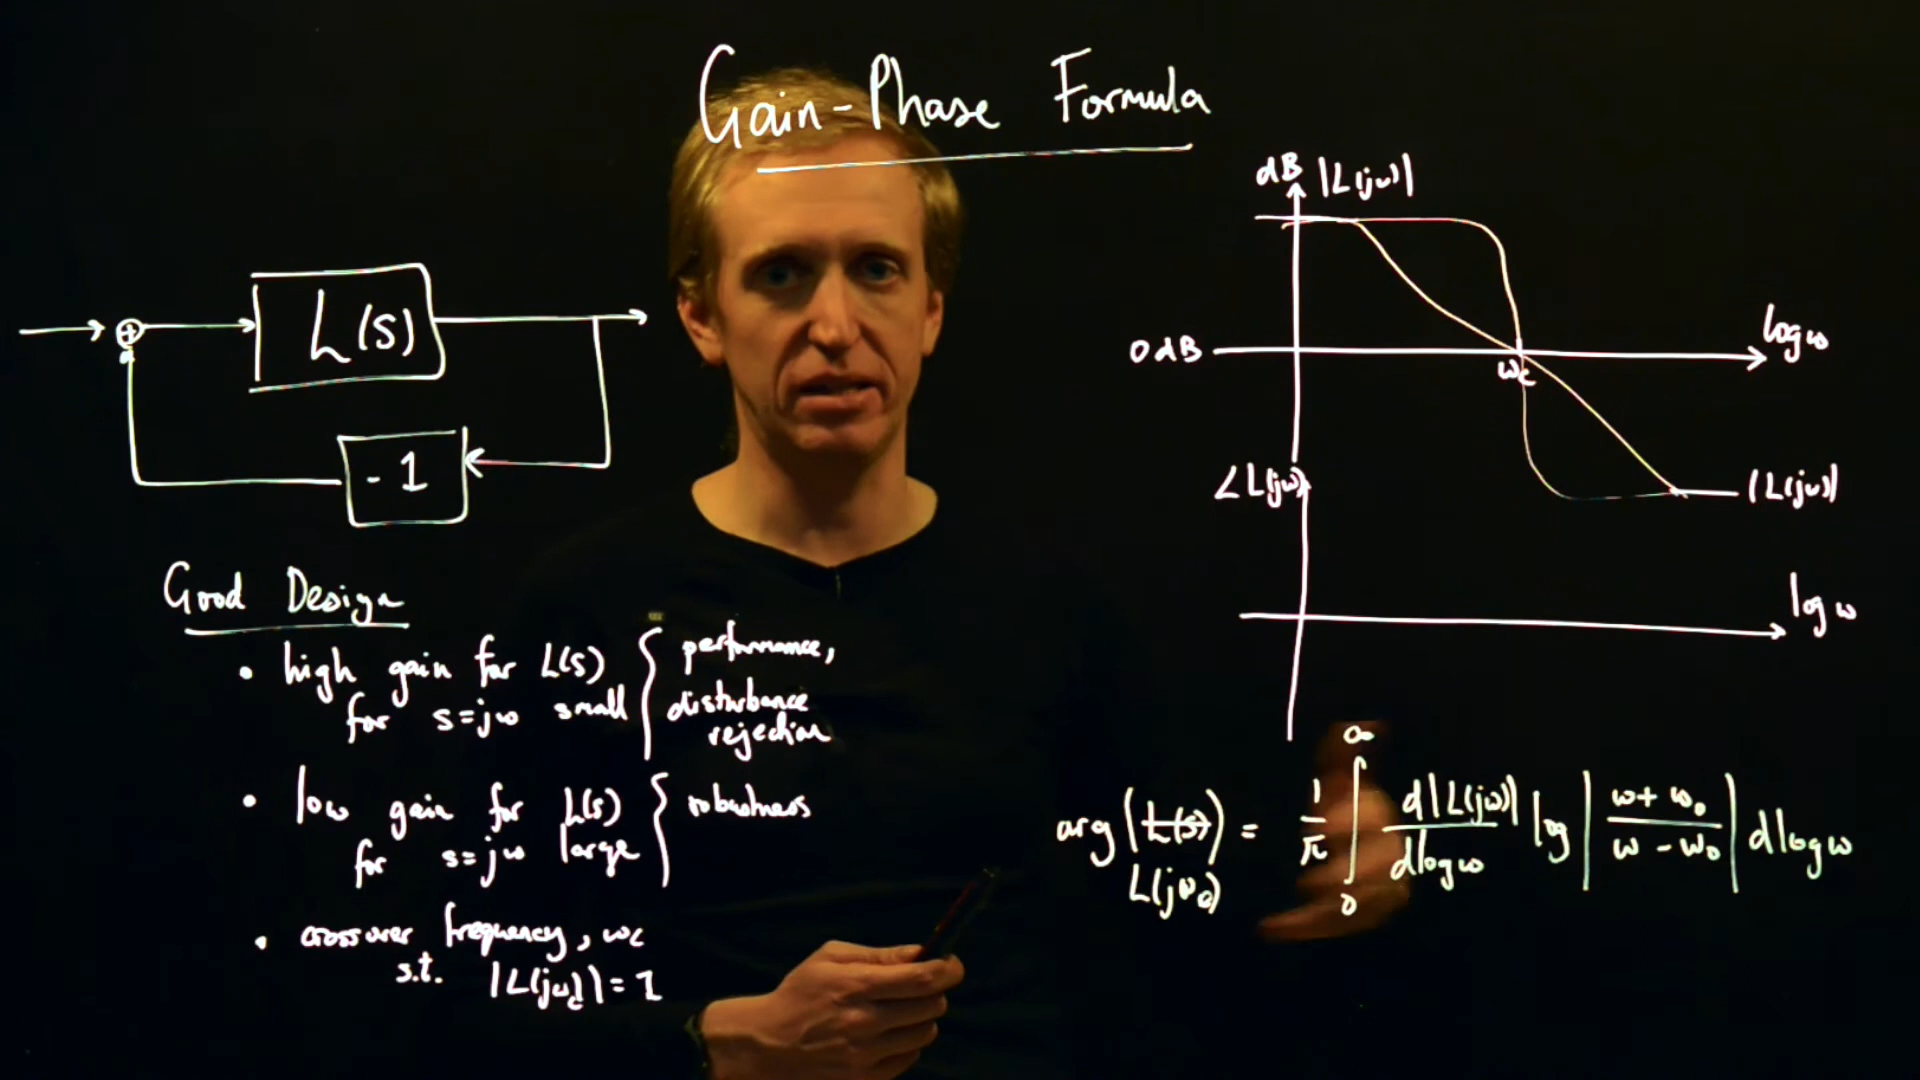 Gain-Phase Formula
L(s)
-1
Good Design
• high gain for L(s)
for s=jω small
{ performance,
disturbance
rejection
• low gain for L(s)
for s=jω large
{ robustness
• crossover frequency, ωc
s.t. |L(jωc)|=1
dB |L(jω)|
0dB
log ω
ωc
∠L(jω)
|L(jω)|
log ω
arg(L̶(̶s̶)̶) = 1/π ∫₀^∞ d|L(jω)|/dlogω log|ω+ω₀/ω-ω₀| dlogω
L(jω₀)